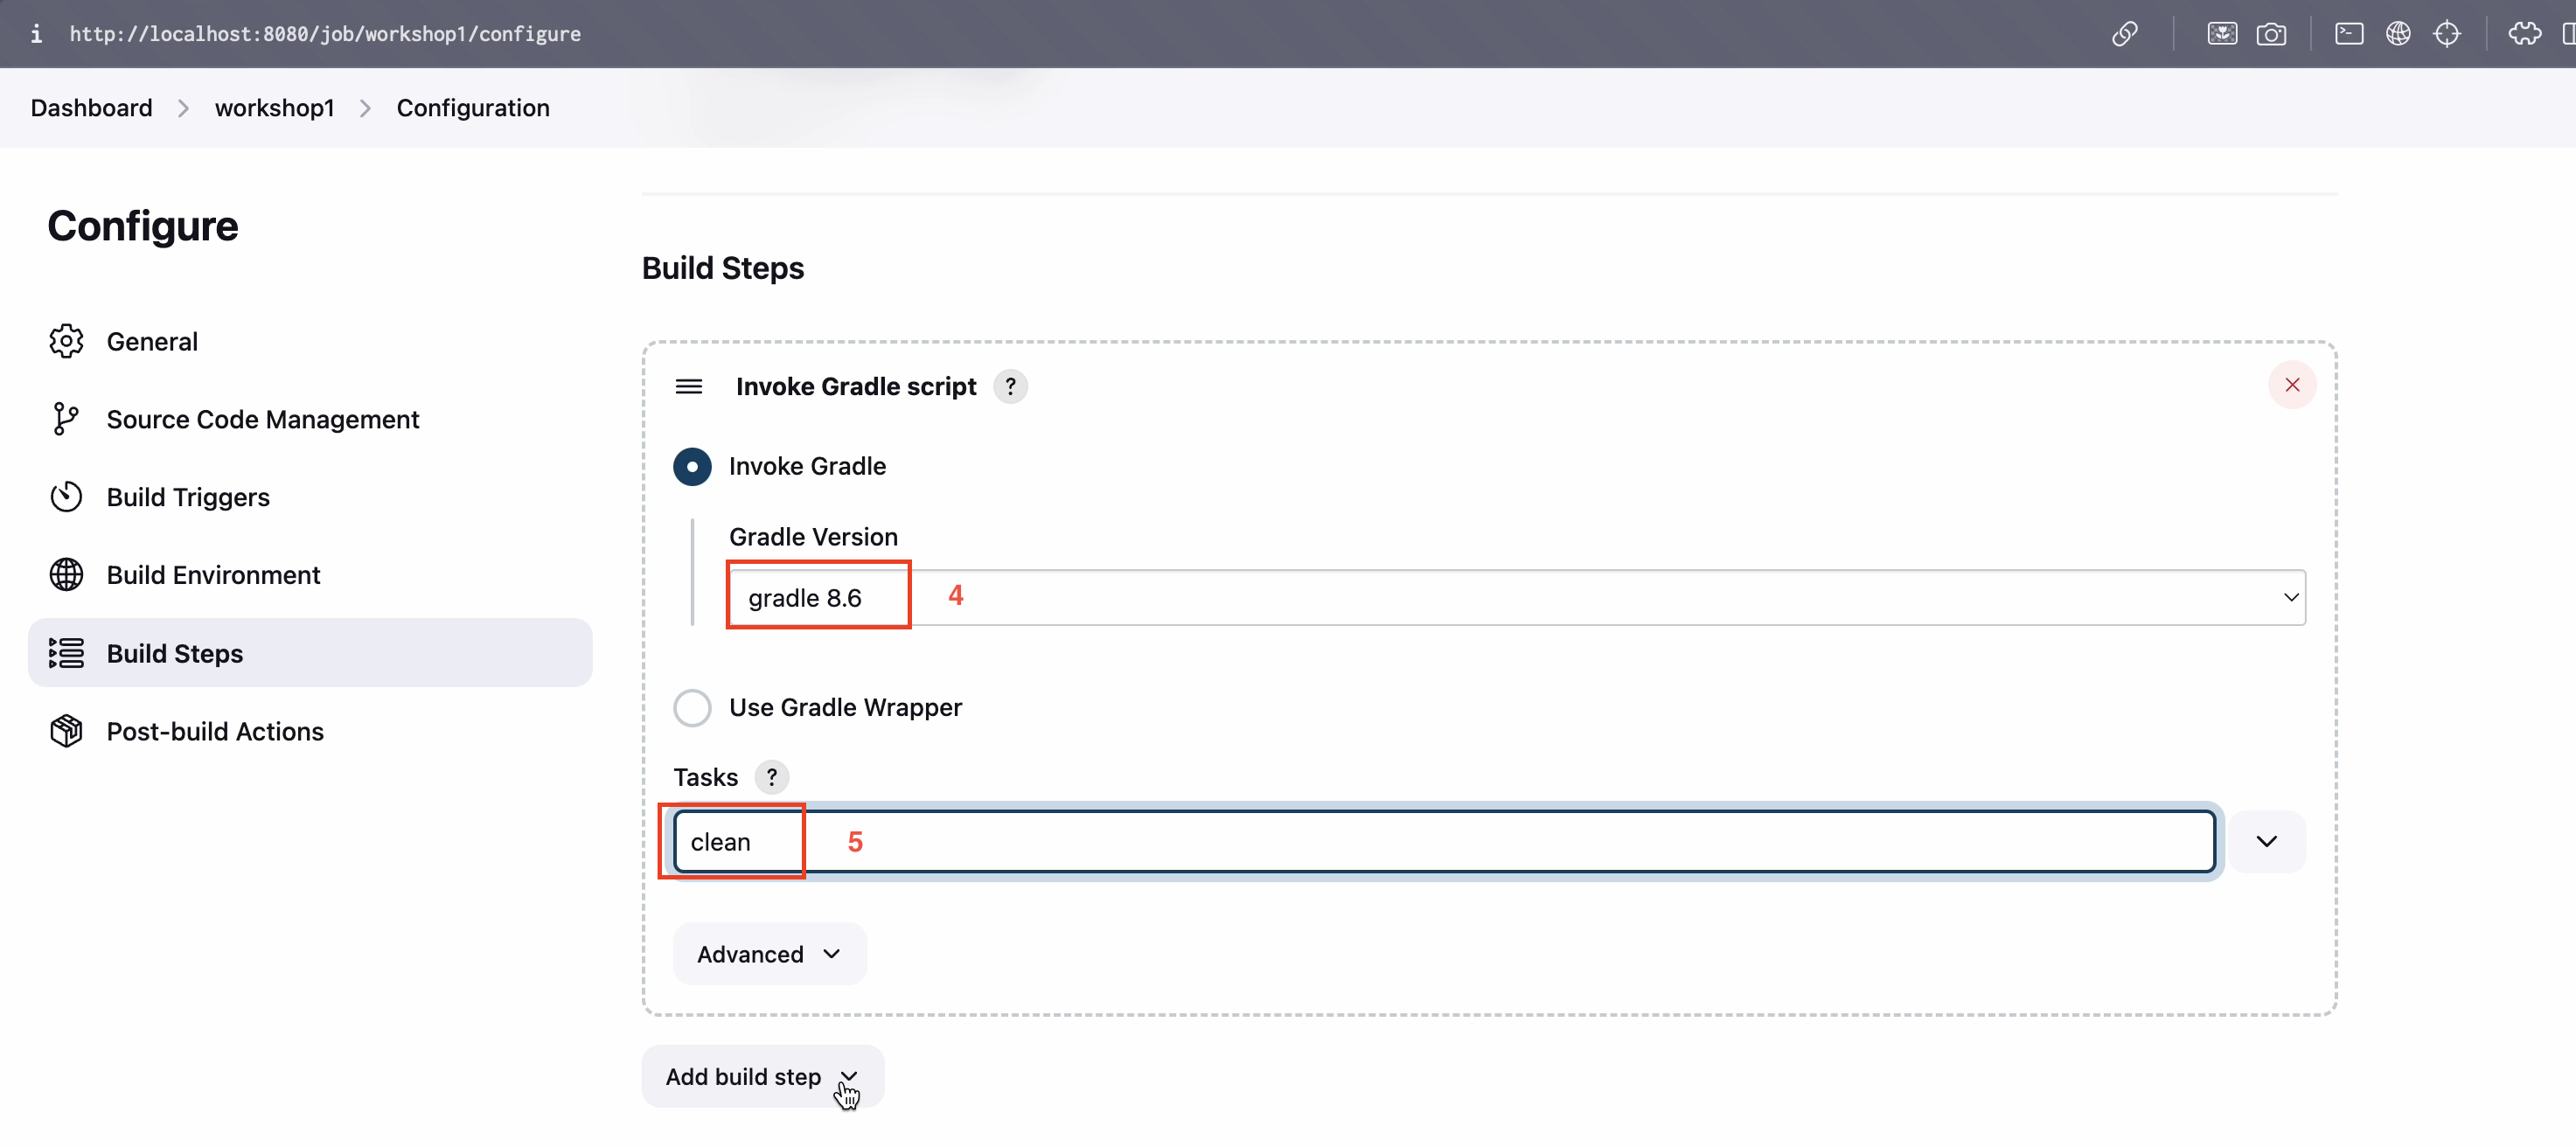 i http://localhost:8080/job/workshop1/configure
Dashboard > workshop1 > Configuration
Configure
General
Source Code Management
Build Triggers
Build Environment
Build Steps
Post-build Actions
Build Steps
Invoke Gradle script ?
Invoke Gradle
Gradle Version
gradle 8.6 4
Use Gradle Wrapper
Tasks ?
clean 5
Advanced
Add build step